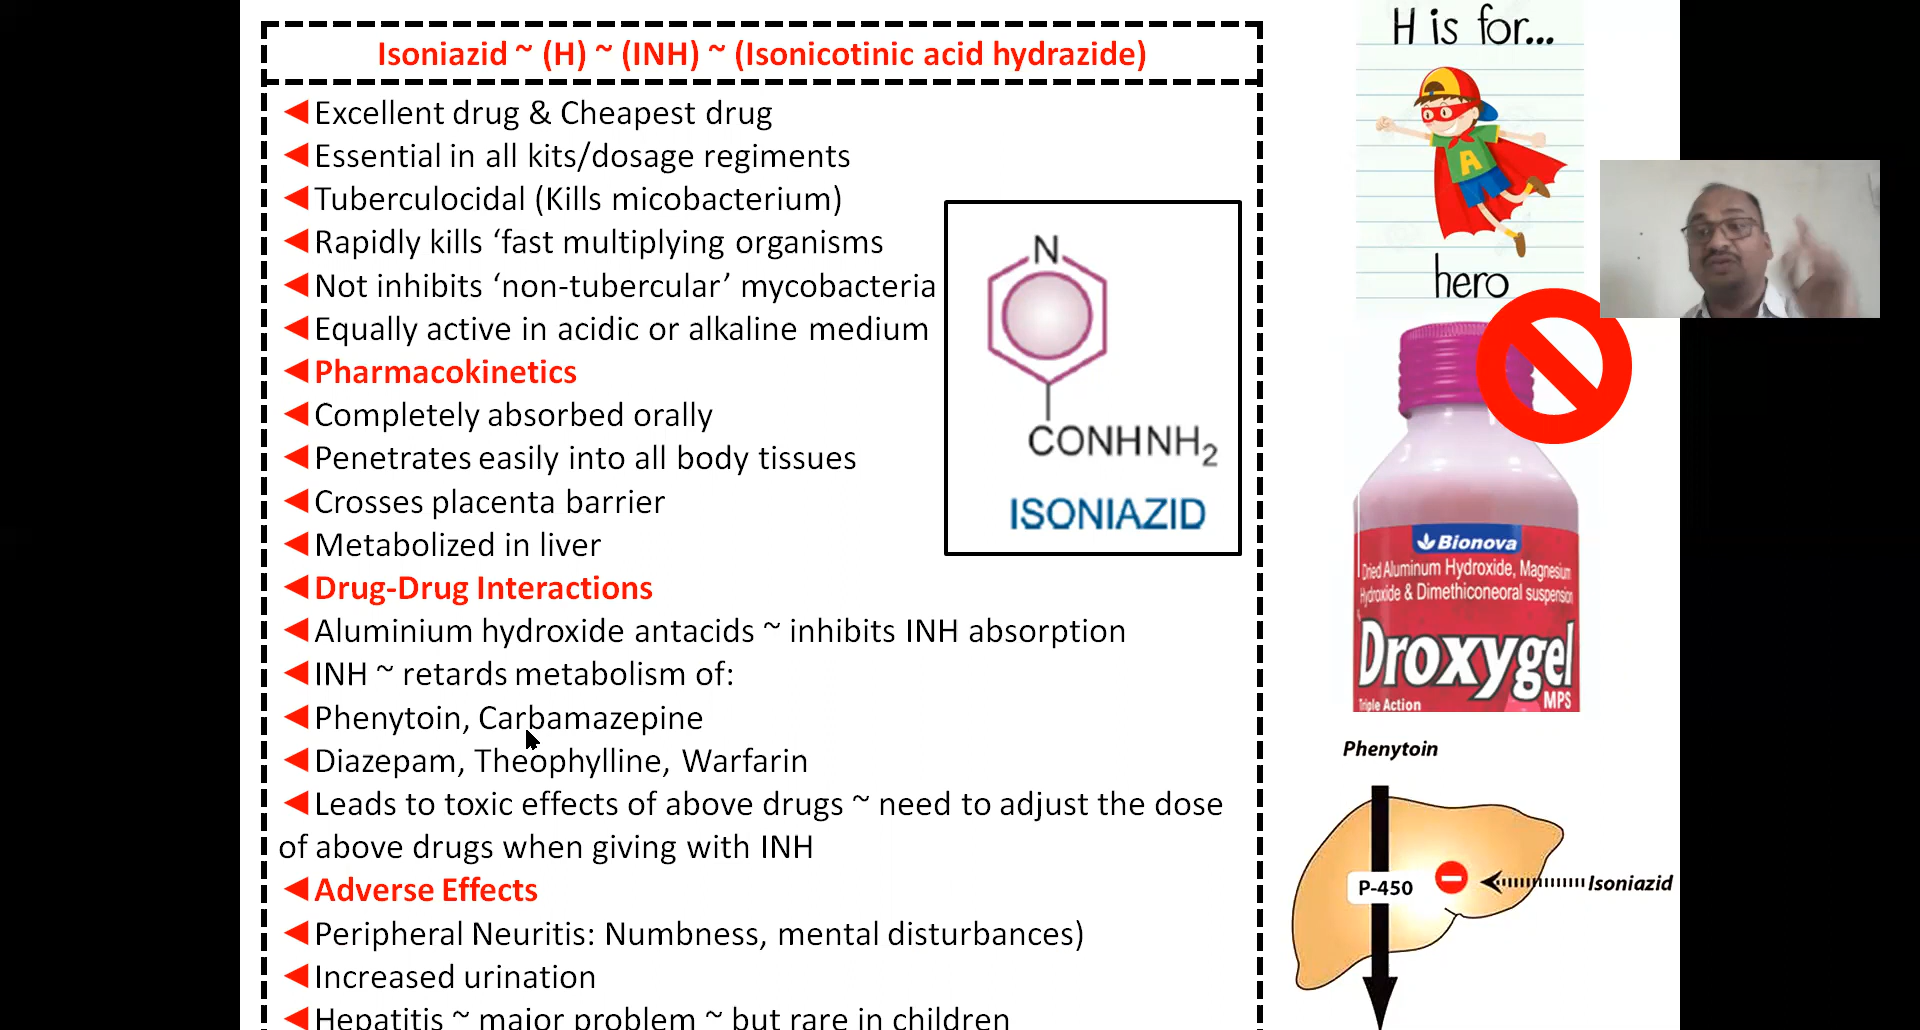 Isoniazid ~ (H) ~ (INH) ~ (Isonicotinic acid hydrazide)
◄Excellent drug & Cheapest drug
◄Essential in all kits/dosage regiments
◄Tuberculocidal (Kills micobacterium)
◄Rapidly kills ‘fast multiplying organisms
◄Not inhibits ‘non-tubercular’ mycobacteria
◄Equally active in acidic or alkaline medium
◄Pharmacokinetics
◄Completely absorbed orally
◄Penetrates easily into all body tissues
◄Crosses placenta barrier
◄Metabolized in liver
◄Drug-Drug Interactions
◄Aluminium hydroxide antacids ~ inhibits INH absorption
◄INH ~ retards metabolism of:
◄Phenytoin, Carbamazepine
◄Diazepam, Theophylline, Warfarin
◄Leads to toxic effects of above drugs ~ need to adjust the dose
of above drugs when giving with INH
◄Adverse Effects
◄Peripheral Neuritis: Numbness, mental disturbances)
◄Increased urination
◄Hepatitis ~ major problem ~ but rare in children
N
CONHNH₂
ISONIAZID
H is for...
A
hero
Bionova
Dried Aluminum Hydroxide, Magnesium
Hydroxide & Dimethiconeoral suspension
Droxygel
MPS
Triple Action
Phenytoin
P-450
Isoniazid